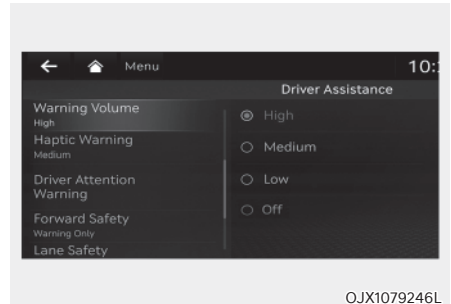 Menu
10:
Driver Assistance
Warning Volume
High
Haptic Warning
Medium
Driver Attention
Warning
Forward Safety
Warning Only
Lane Safety
High
Medium
Low
Off
OJX1079246L